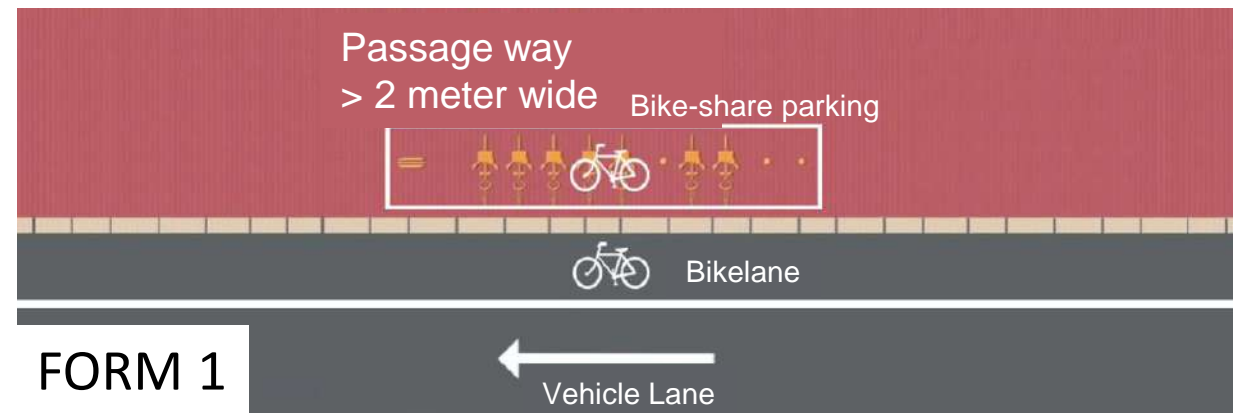 Passage way
> 2 meter wide
Bike-share parking
Bikelane
FORM 1
Vehicle Lane